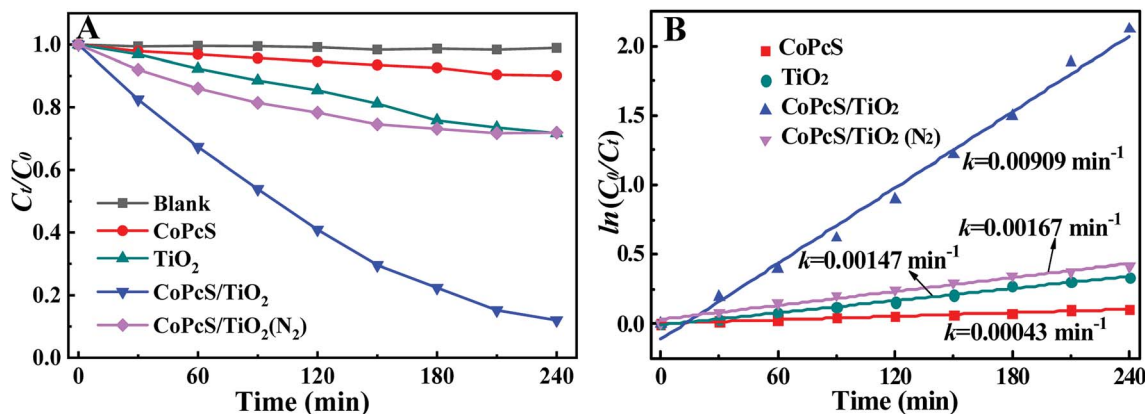 A
1.0
0.8
0.6
0.4
0.2
0.0
Ct/C0
Blank
CoPcS
TiO2
CoPcS/TiO2
CoPcS/TiO2(N2)
0 60 120 180 240
Time (min)
B
2.0
1.5
1.0
0.5
0.0
ln(C0/Ct)
CoPcS
TiO2
CoPcS/TiO2
CoPcS/TiO2 (N2)
k=0.00909 min-1
k=0.00167 min-1
k=0.00147 min-1
k=0.00043 min-1
0 60 120 180 240
Time (min)